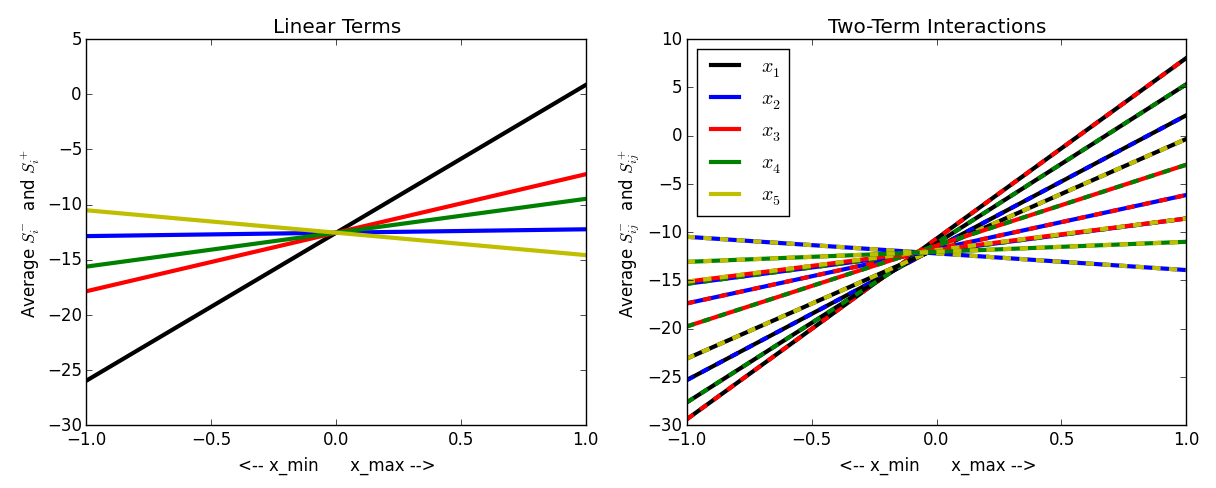 Linear Terms
5
0
−5
−10
−15
−20
−25
−30
−1.0
−0.5
0.0
0.5
1.0
<-- x_min x_max -->
Average S_i^- and S_i^+
Two-Term Interactions
10
5
0
−5
−10
−15
−20
−25
−30
−1.0
−0.5
0.0
0.5
1.0
<-- x_min x_max -->
Average S_ij^- and S_ij^+
x_1
x_2
x_3
x_4
x_5